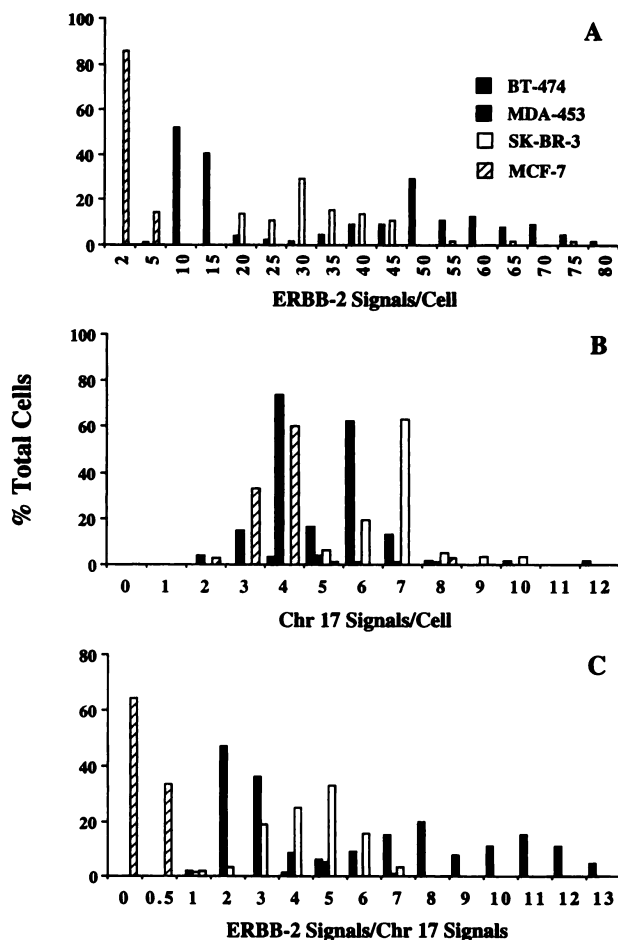 A
100
80
60
40
20
0
BT-474
MDA-453
SK-BR-3
MCF-7
2 5 10 15 20 25 30 35 40 45 50 55 60 65 70 75 80
ERBB-2 Signals/Cell
B
100
80
60
40
20
0
0 1 2 3 4 5 6 7 8 9 10 11 12
Chr 17 Signals/Cell
% Total Cells
C
80
60
40
20
0
0 0.5 1 2 3 4 5 6 7 8 9 10 11 12 13
ERBB-2 Signals/Chr 17 Signals